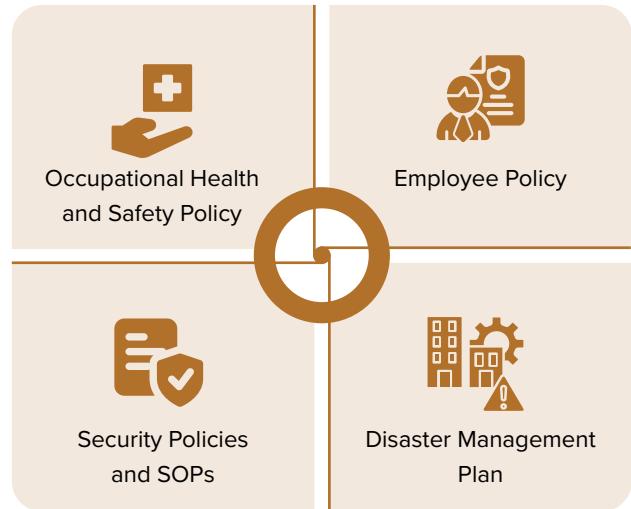 Occupational Health
and Safety Policy
Employee Policy
Security Policies
and SOPs
Disaster Management
Plan